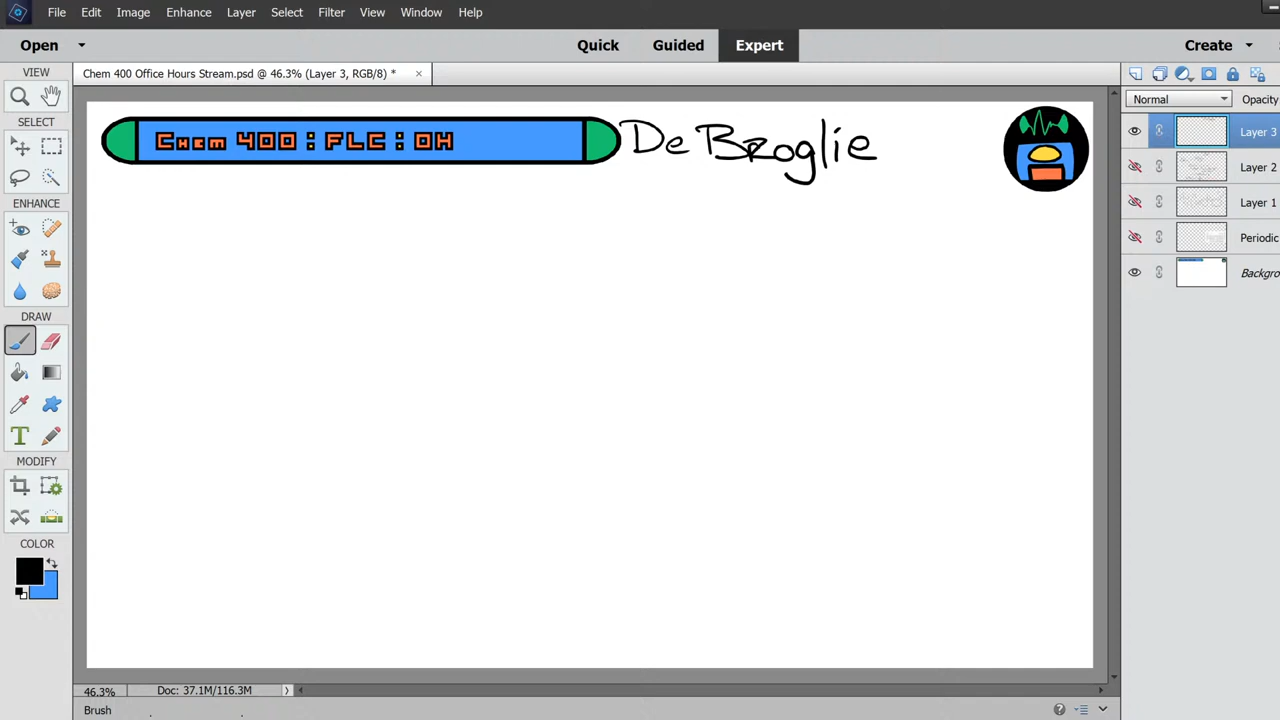 File Edit Image Enhance Layer Select Filter View Window Help
Open Quick Guided Expert Create
VIEW
Chem 400 Office Hours Stream.psd @ 46.3% (Layer 3, RGB/8) * ×
Normal Opacity
SELECT
Chem 400 : FLC : OH De Broglie
Layer 3
Layer 2
ENHANCE
Layer 1
Periodic
Backgro
DRAW
T
MODIFY
COLOR
46.3% Doc: 37.1M/116.3M
Brush